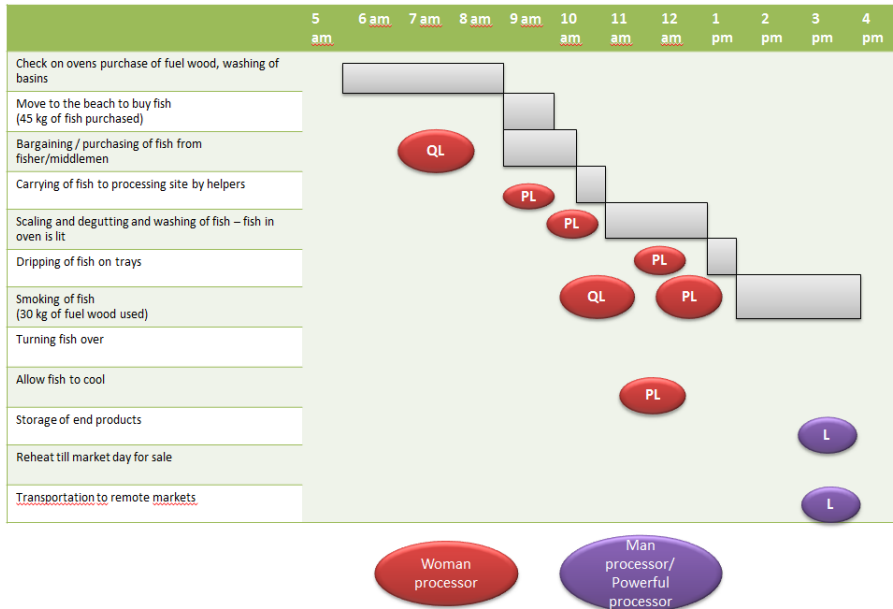 5 am 6 am 7 am 8 am 9 am 10 am 11 am 12 am 1 pm 2 pm 3 pm 4 pm
Check on ovens purchase of fuel wood, washing of
basins
Move to the beach to buy fish
(45 kg of fish purchased)
Bargaining / purchasing of fish from
fisher/middlemen
QL
Carrying of fish to processing site by helpers
PL
Scaling and degutting and washing of fish – fish in
oven is lit
PL
Dripping of fish on trays
PL
Smoking of fish
(30 kg of fuel wood used)
QL PL
Turning fish over
Allow fish to cool
PL
Storage of end products
L
Reheat till market day for sale
Transportation to remote markets
L
Woman
processor
Man
processor/
Powerful
processor